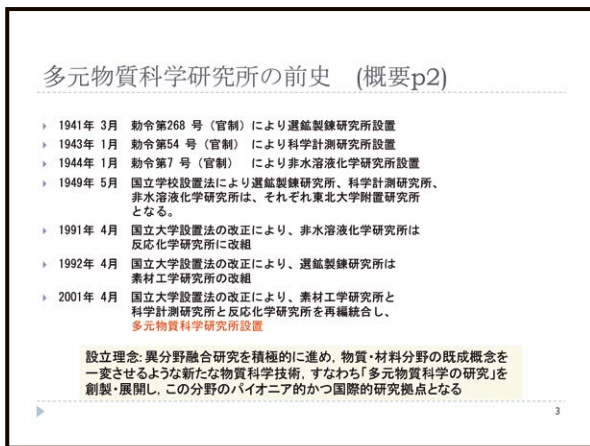 多元物質科学研究所の前史　(概要p2)
1941年 3月　勅令第268 号（官制）により選鉱製錬研究所設置
1943年 1月　勅令第54 号（官制）により科学計測研究所設置
1944年 1月　勅令第7 号（官制）　により非水溶液化学研究所設置
1949年 5月　国立学校設置法により選鉱製錬研究所、科学計測研究所、
非水溶液化学研究所は、それぞれ東北大学附置研究所
となる。
1991年 4月　国立大学設置法の改正により、非水溶液化学研究所は
反応化学研究所に改組
1992年 4月　国立大学設置法の改正により、選鉱製錬研究所は
素材工学研究所の改組
2001年 4月　国立大学設置法の改正により、素材工学研究所と
科学計測研究所と反応化学研究所を再編統合し、
多元物質科学研究所設置
設立理念: 異分野融合研究を積極的に進め，物質・材料分野の既成概念を
一変させるような新たな物質科学技術，すなわち「多元物質科学の研究」を
創製・展開し，この分野のパイオニア的かつ国際的研究拠点となる
3